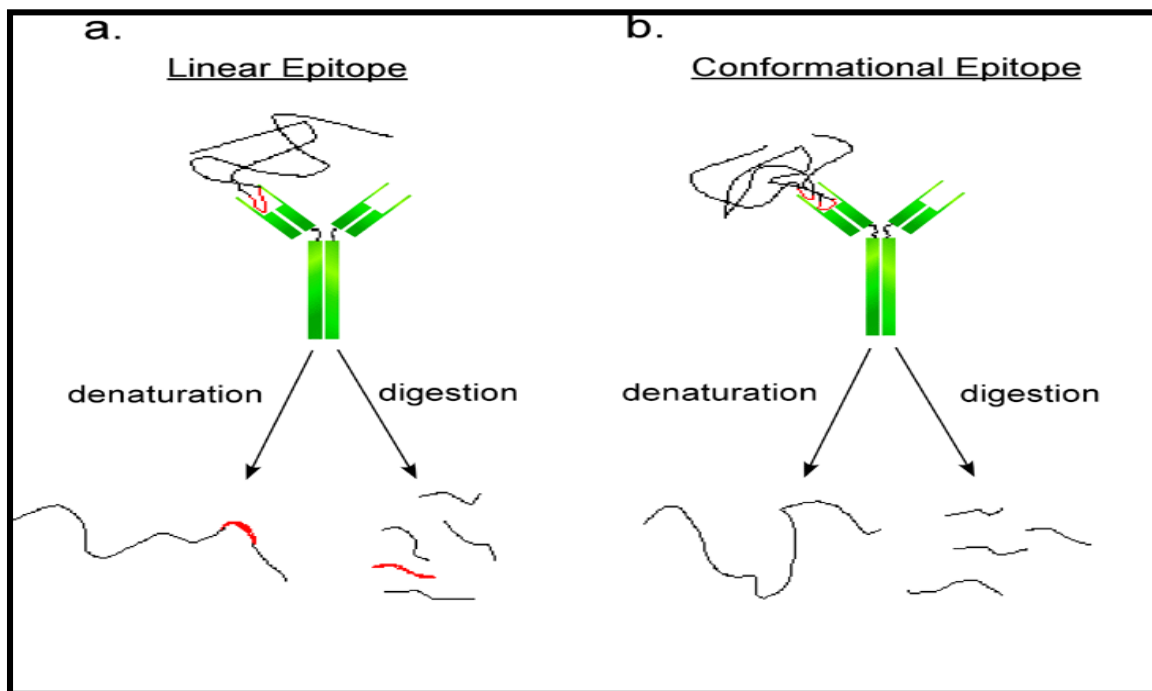 a.
Linear Epitope
denaturation
digestion
b.
Conformational Epitope
denaturation
digestion